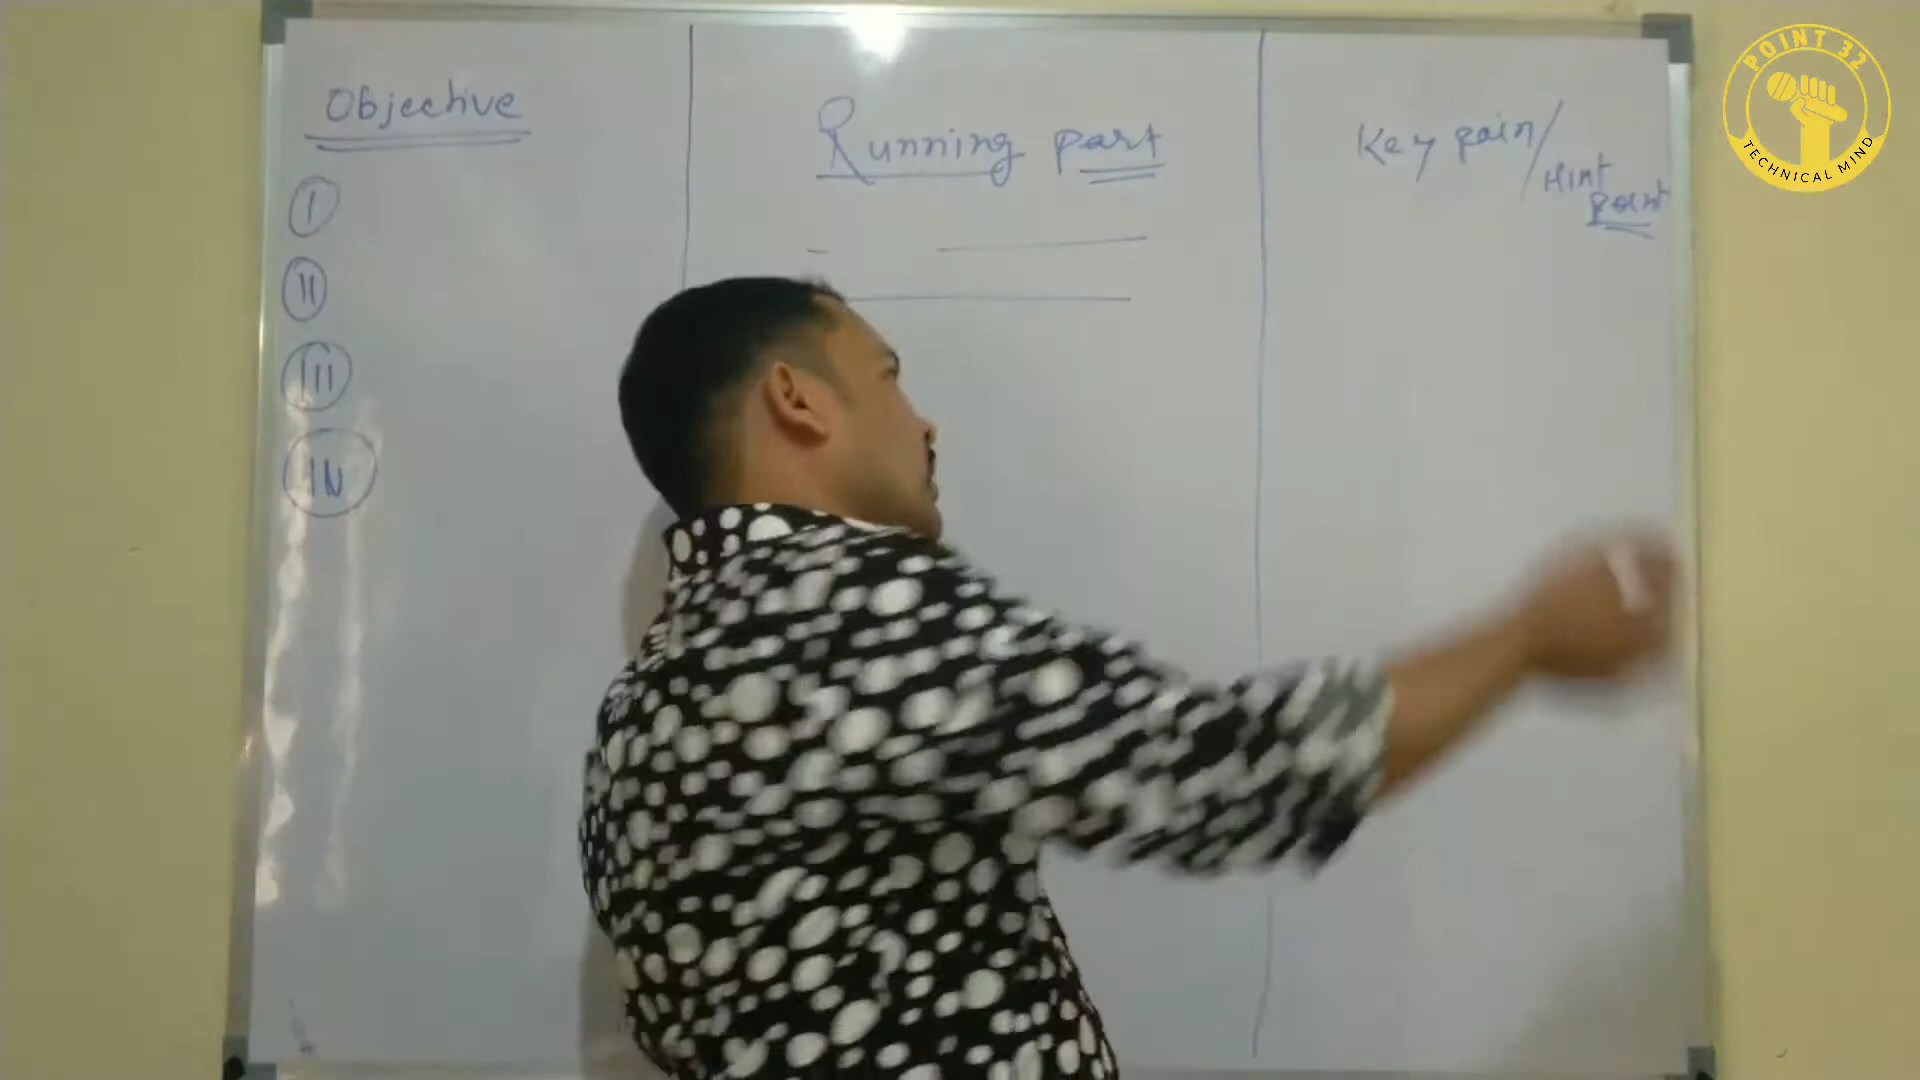 Objective
I
II
III
IV
Running part
Key pain/
Hint
point
POINT 32
TECHNICAL MIND